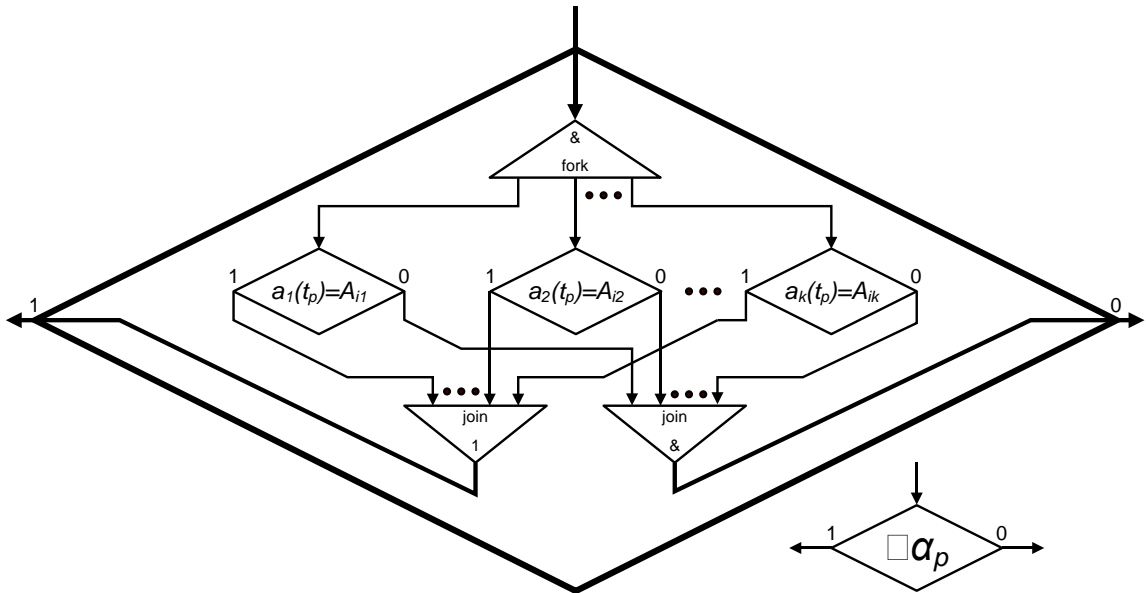 &
fork
1 a1(tp)=Ai1 0
1 a2(tp)=Ai2 0
1 ak(tp)=Aik 0
1
0
join
1
join
&
1 □αp 0